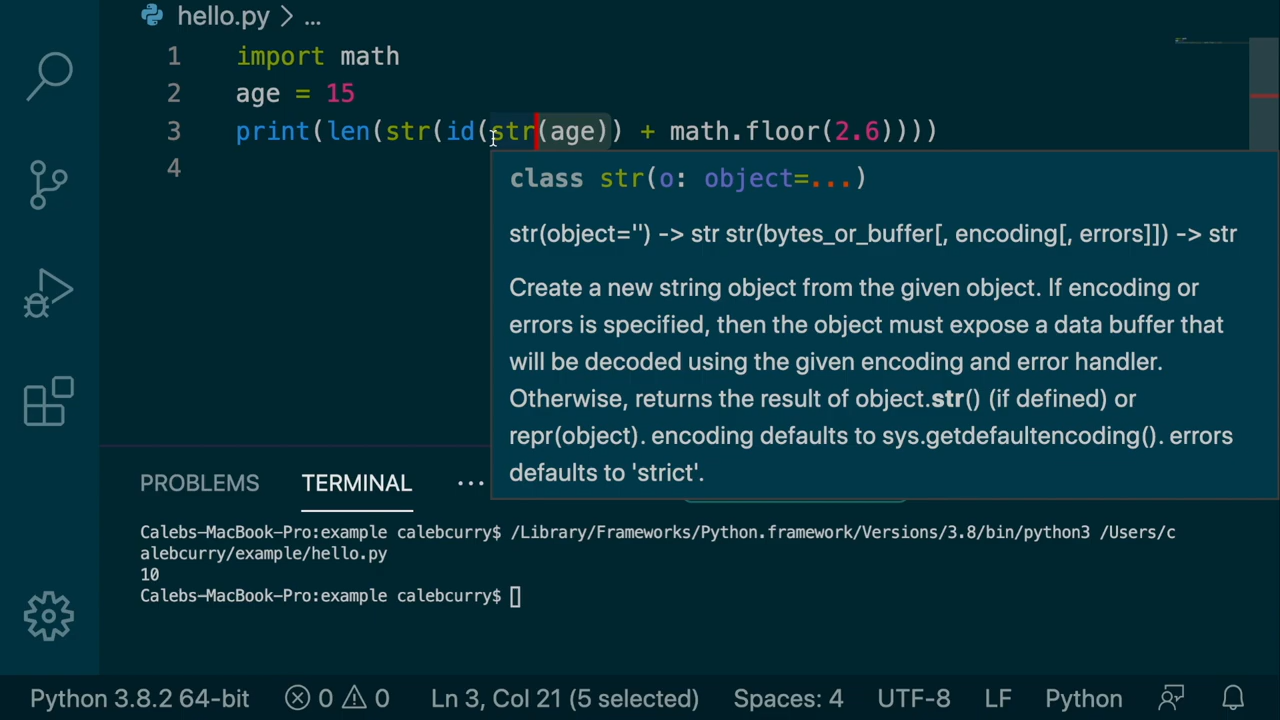 hello.py > ...
1 import math
2 age = 15
3 print(len(str(id(str(age)) + math.floor(2.6))))
4
class str(o: object=...)
str(object='') -> str str(bytes_or_buffer[, encoding[, errors]]) -> str
Create a new string object from the given object. If encoding or
errors is specified, then the object must expose a data buffer that
will be decoded using the given encoding and error handler.
Otherwise, returns the result of object.str() (if defined) or
repr(object). encoding defaults to sys.getdefaultencoding(). errors
defaults to 'strict'.
PROBLEMS TERMINAL ...
Calebs-MacBook-Pro:example calebcurry$ /Library/Frameworks/Python.framework/Versions/3.8/bin/python3 /Users/c
alebcurry/example/hello.py
10
Calebs-MacBook-Pro:example calebcurry$
Python 3.8.2 64-bit 0 0 Ln 3, Col 21 (5 selected) Spaces: 4 UTF-8 LF Python